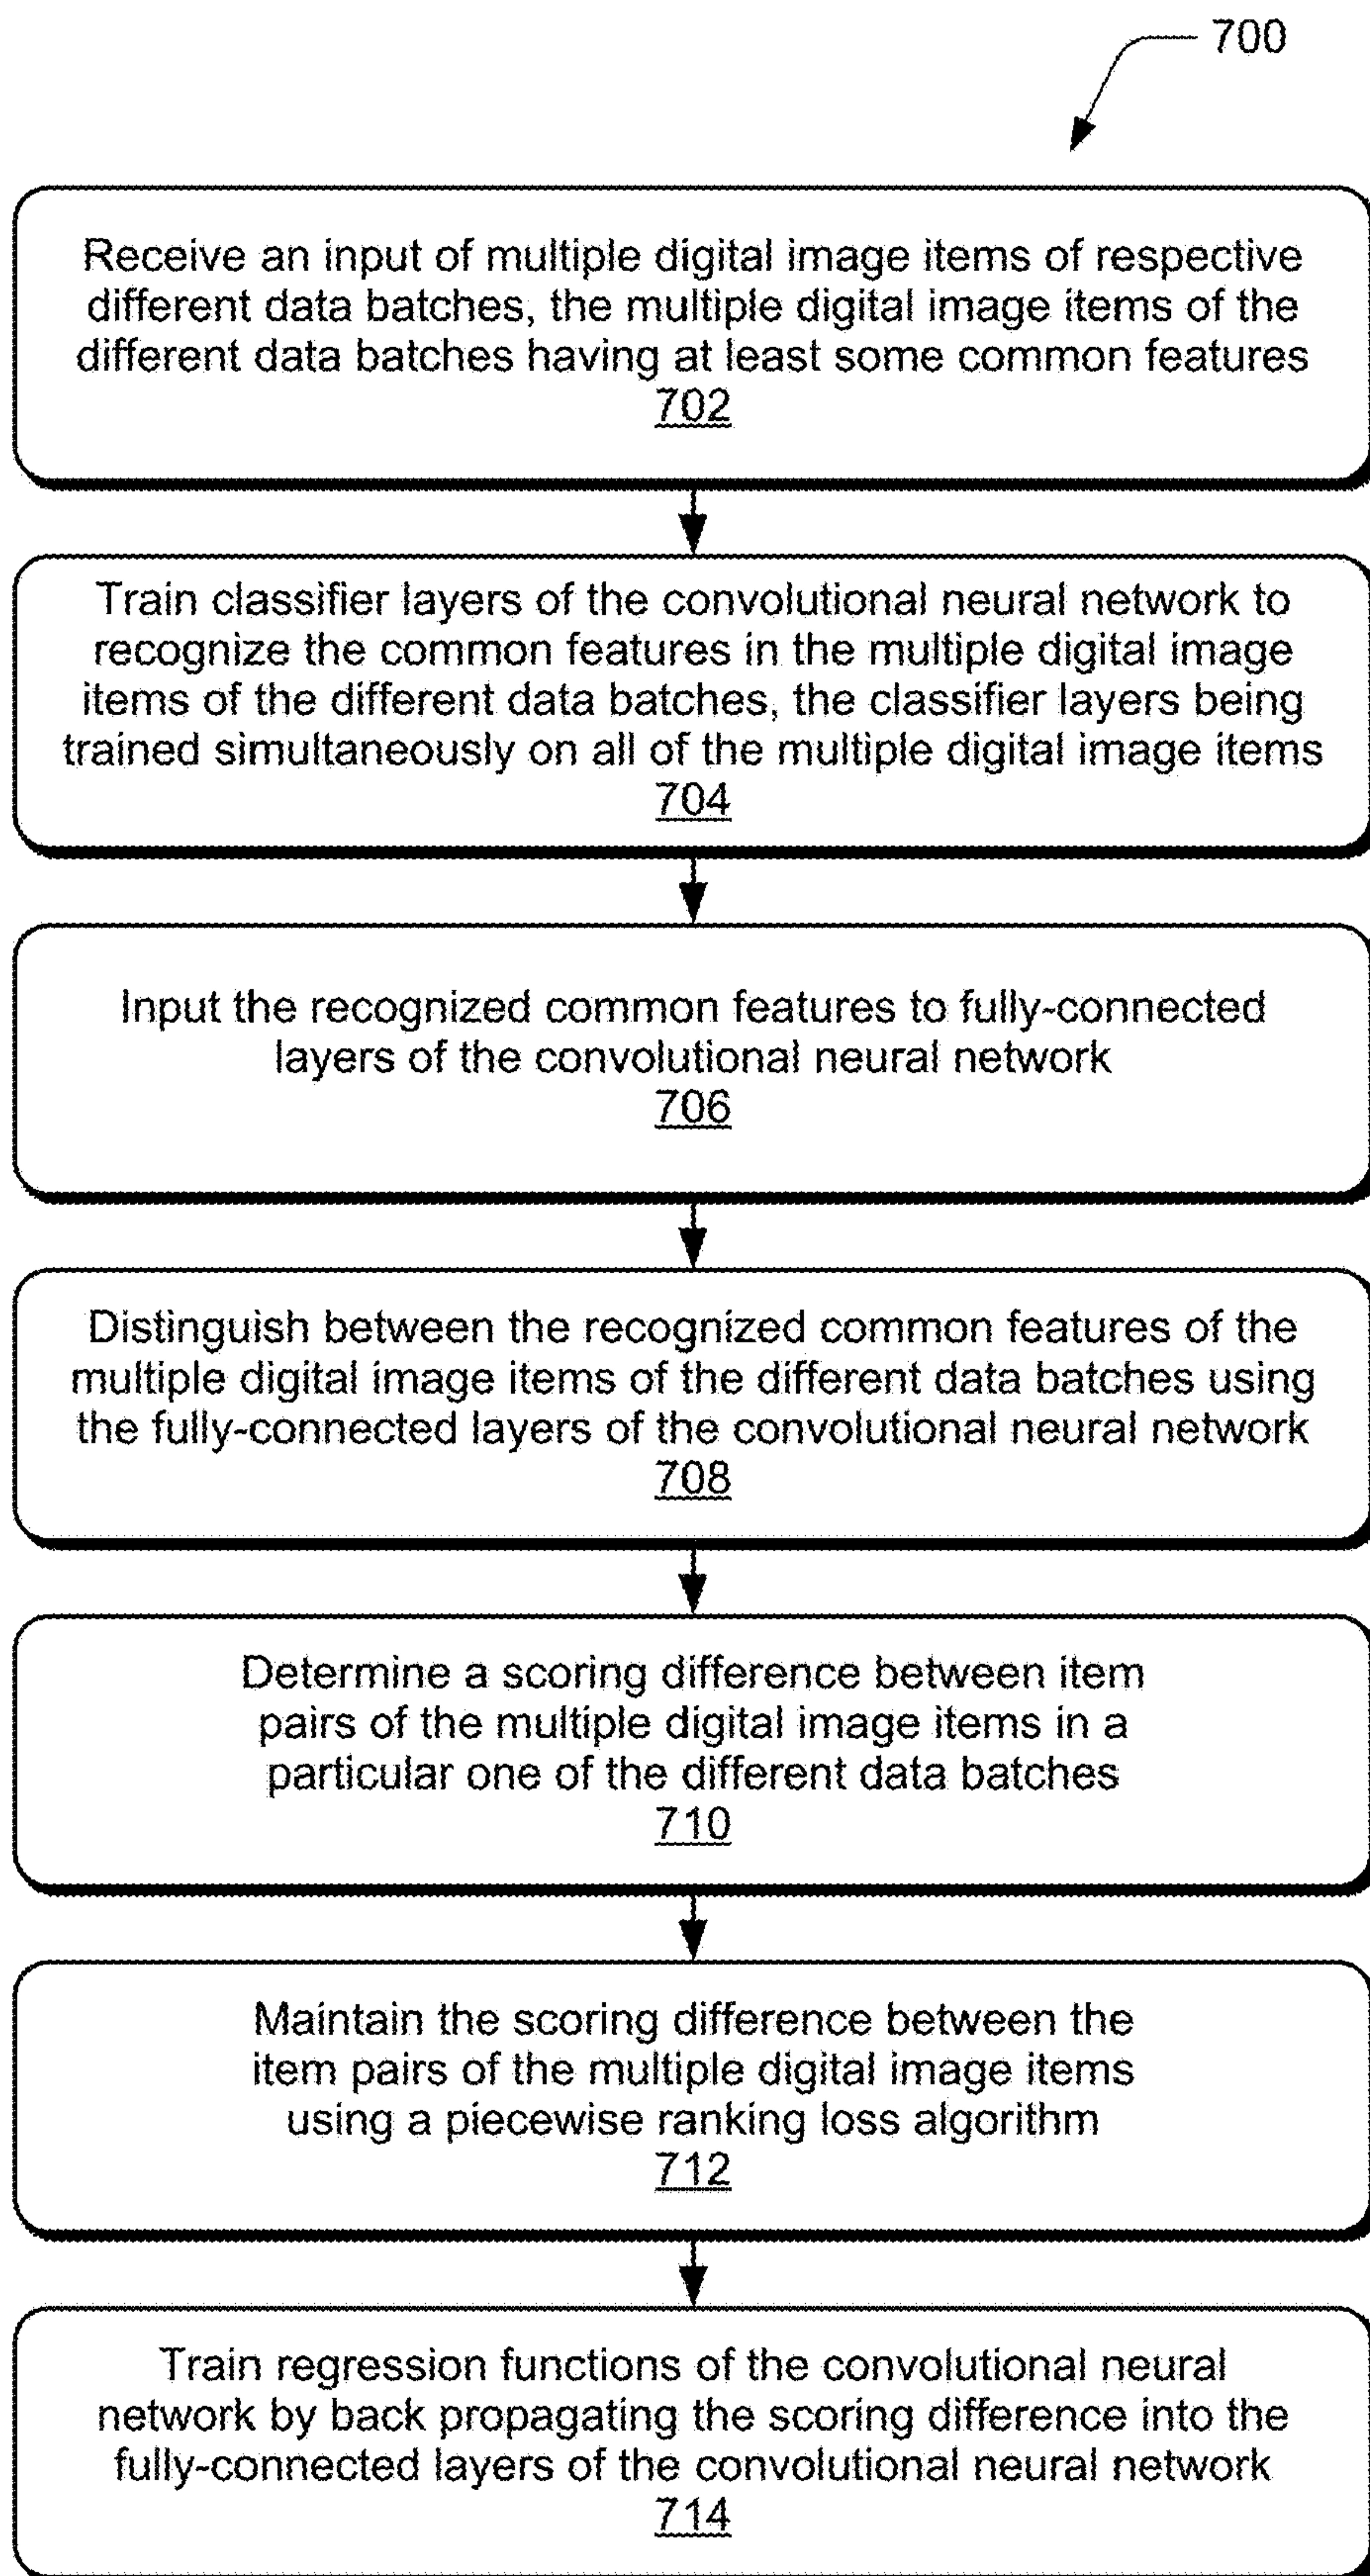 700
Receive an input of multiple digital image items of respective
different data batches, the multiple digital image items of the
different data batches having at least some common features
702
Train classifier layers of the convolutional neural network to
recognize the common features in the multiple digital image
items of the different data batches, the classifier layers being
trained simultaneously on all of the multiple digital image items
704
Input the recognized common features to fully-connected
layers of the convolutional neural network
706
Distinguish between the recognized common features of the
multiple digital image items of the different data batches using
the fully-connected layers of the convolutional neural network
708
Determine a scoring difference between item
pairs of the multiple digital image items in a
particular one of the different data batches
710
Maintain the scoring difference between the
item pairs of the multiple digital image items
using a piecewise ranking loss algorithm
712
Train regression functions of the convolutional neural
network by back propagating the scoring difference into the
fully-connected layers of the convolutional neural network
714